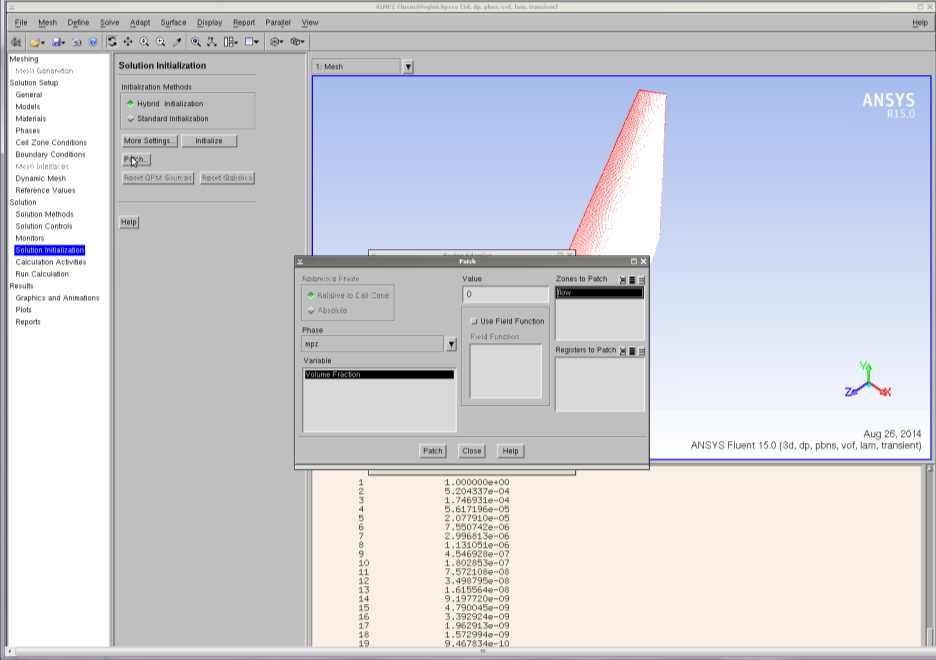 File Mesh Define Solve Adapt Surface Display Report Parallel View Help
Meshing
Mesh Generation
Solution Setup
General
Models
Materials
Phases
Cell Zone Conditions
Boundary Conditions
Mesh Interfaces
Dynamic Mesh
Reference Values
Solution
Solution Methods
Solution Controls
Monitors
Solution Initialization
Calculation Activities
Run Calculation
Results
Graphics and Animations
Plots
Reports
Solution Initialization
Initialization Methods
Hybrid Initialization
Standard Initialization
More Settings... Initialize
Patch...
Reset DPM Sources Reset Statistics
Help
1: Mesh
ANSYS
R15.0
Patch
Reference Frame
Relative to Cell Zone
Absolute
Phase
mpz
Variable
Volume Fraction
Value
0
Use Field Function
Field Function
Zones to Patch
flow
Registers to Patch
Patch Close Help
Y
Z
X
Aug 26, 2014
ANSYS Fluent 15.0 (3d, dp, pbns, vof, lam, transient)
1 1.000000e+00
2 5.204337e-04
3 1.746931e-04
4 5.617196e-05
5 2.077910e-05
6 7.550742e-06
7 2.996813e-06
8 1.131051e-06
9 4.546928e-07
10 1.802853e-07
11 7.572108e-08
12 3.498795e-08
13 1.615564e-08
14 9.197720e-09
15 4.790045e-09
16 3.392924e-09
17 1.962913e-09
18 1.572994e-09
19 9.467834e-10